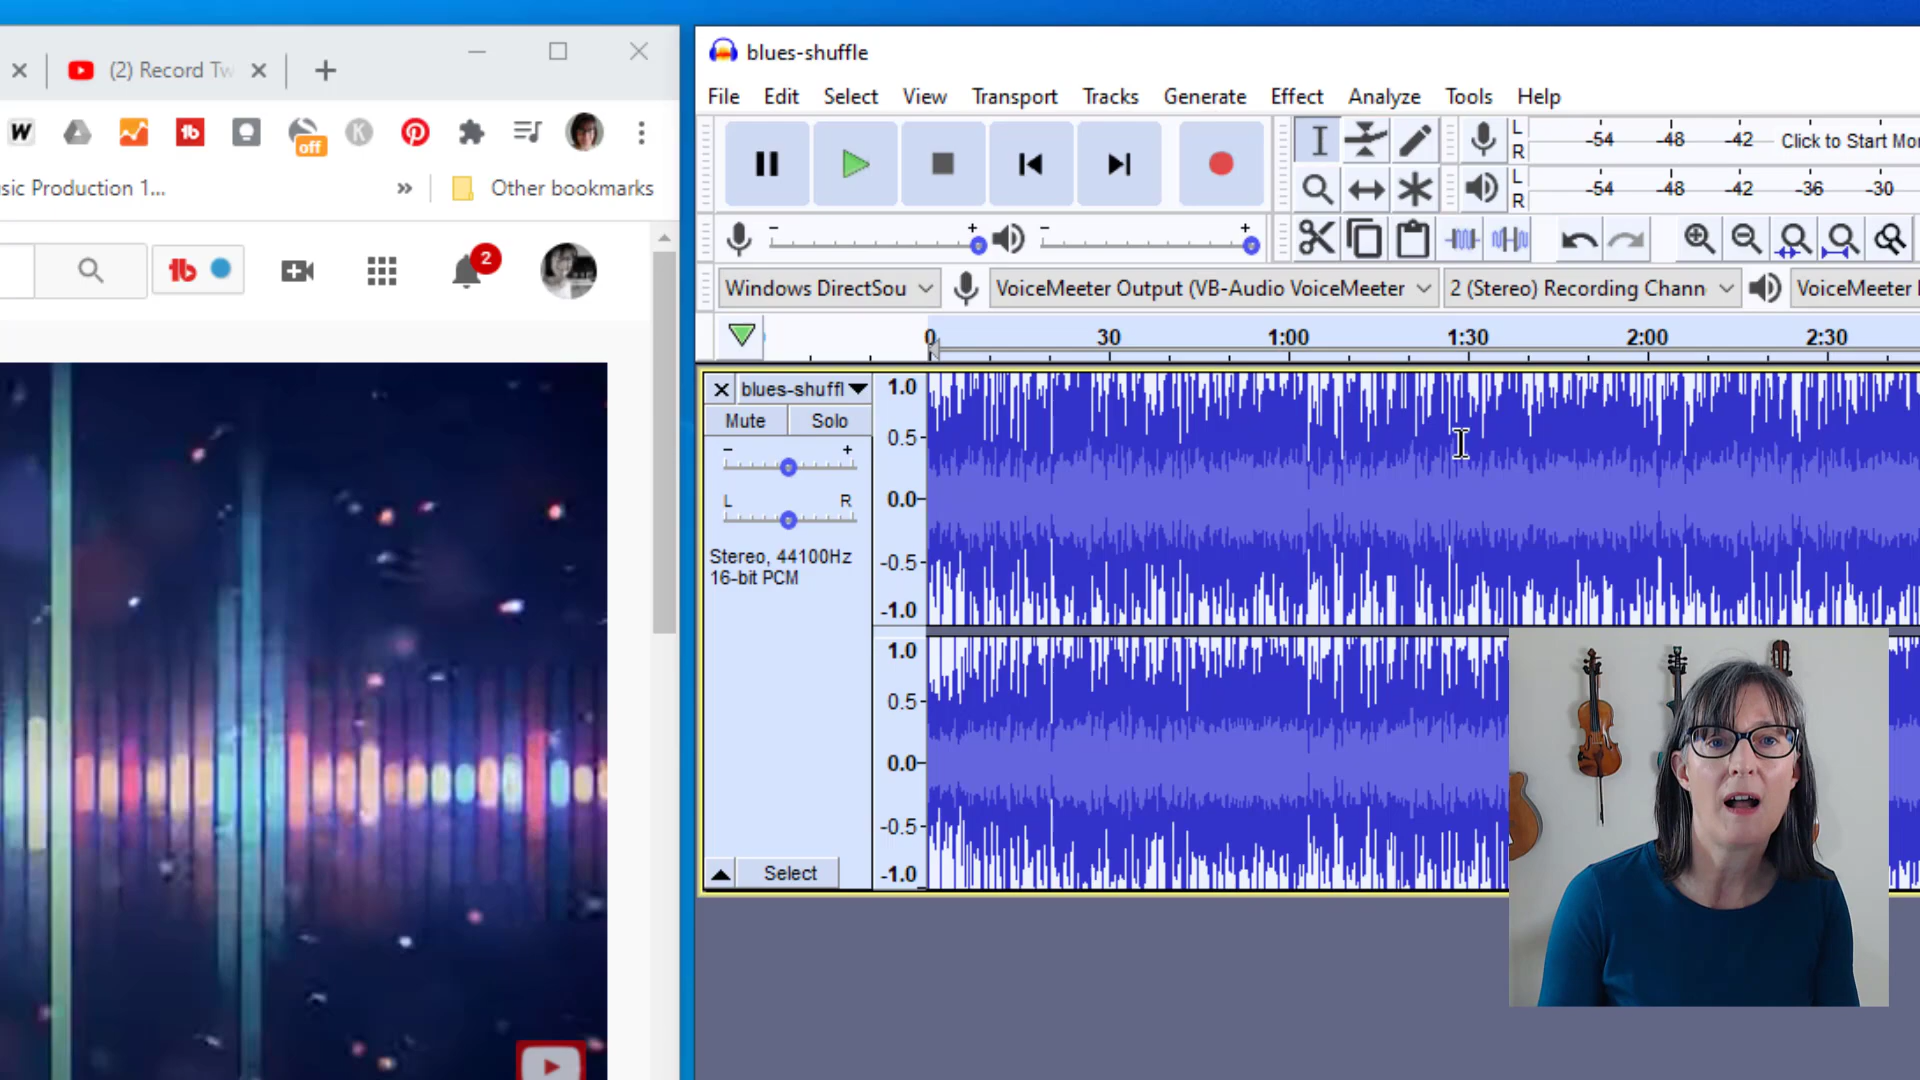 (2) Record Tw
W
tb
off
K
sic Production 1...
»
Other bookmarks
tb
2
blues-shuffle
File Edit Select View Transport Tracks Generate Effect Analyze Tools Help
L
R
-54 -48 -42 Click to Start Mo
L
R
-54 -48 -42 -36 -30
- + - +
Windows DirectSou
VoiceMeeter Output (VB-Audio VoiceMeeter
2 (Stereo) Recording Chann
VoiceMeeter
0 30 1:00 1:30 2:00 2:30
blues-shuffl
Mute Solo
- +
L R
Stereo, 44100Hz
16-bit PCM
Select
1.0
0.5
0.0
-0.5
-1.0
1.0
0.5
0.0
-0.5
-1.0